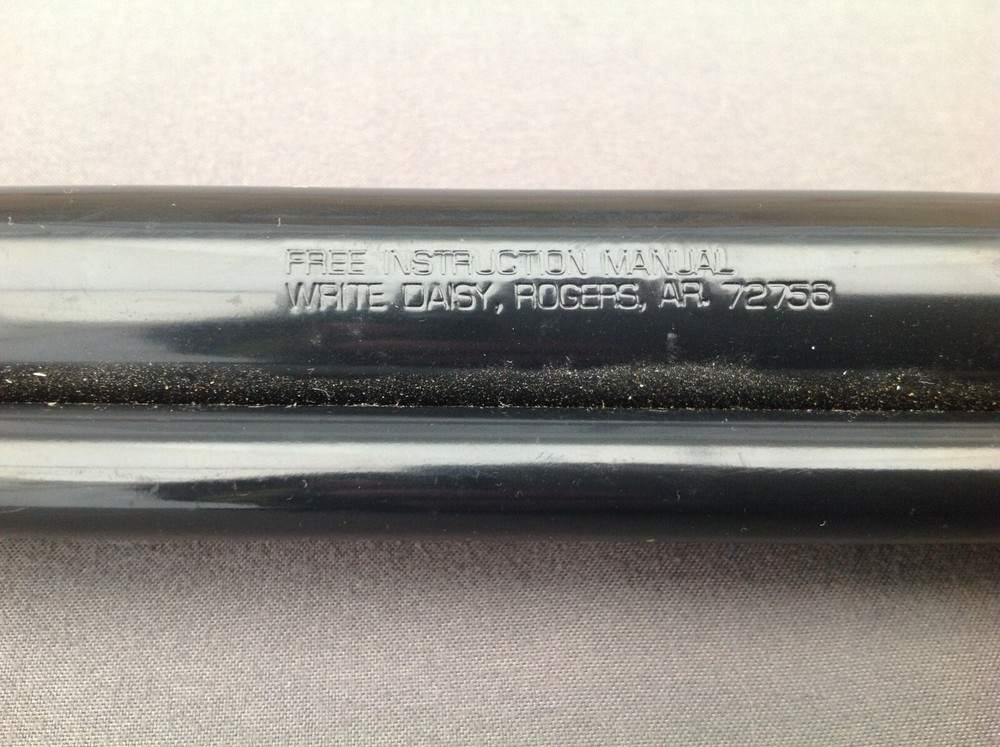 FREE INSTRUCTION MANUAL
WRITE DAISY, ROGERS, AR. 72756